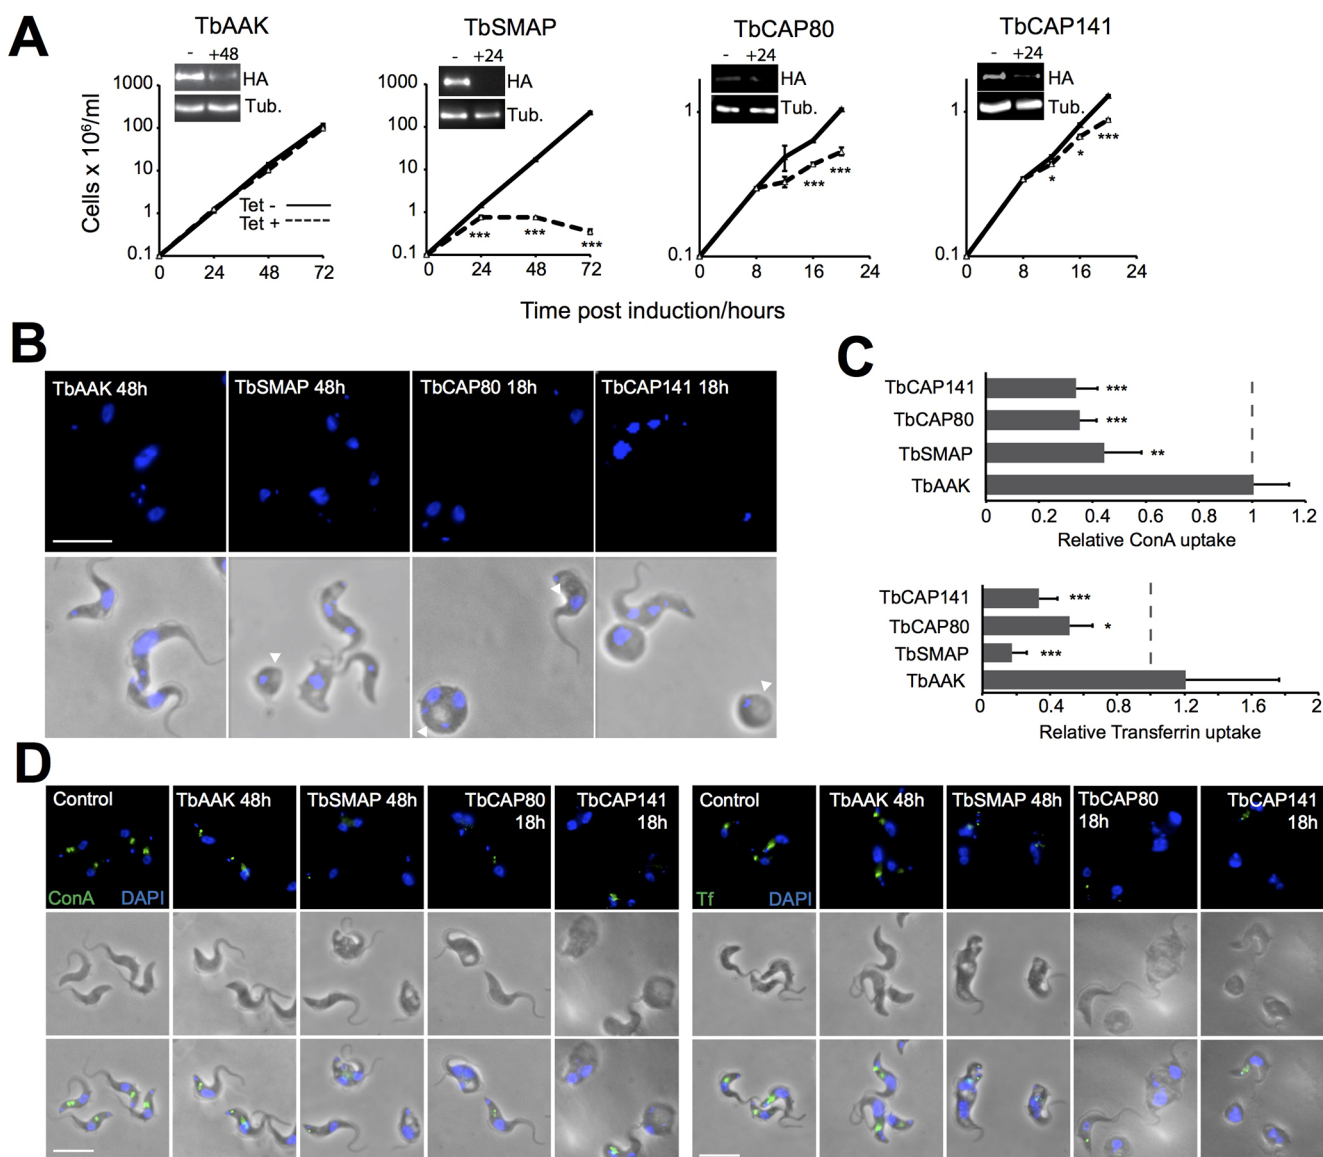 A
TbAAK
TbSMAP
TbCAP80
TbCAP141
- +48
HA
Tub.
- +24
HA
Tub.
- +24
HA
Tub.
- +24
HA
Tub.
Cells x 10⁶/ml
1000
100
10
1
0.1
Tet -
Tet +
0 24 48 72
1000
100
10
1
0.1
*** *** ***
0 24 48 72
1
0.1
*** ***
0 8 16 24
1
0.1
* * ***
0 8 16 24
Time post induction/hours
B
TbAAK 48h
TbSMAP 48h
TbCAP80 18h
TbCAP141 18h
C
TbCAP141 ***
TbCAP80 ***
TbSMAP **
TbAAK
0 0.2 0.4 0.6 0.8 1 1.2
Relative ConA uptake
TbCAP141 ***
TbCAP80 *
TbSMAP ***
TbAAK
0 0.4 0.8 1.2 1.6 2
Relative Transferrin uptake
D
Control
ConA DAPI
TbAAK 48h
TbSMAP 48h
TbCAP80
18h
TbCAP141
18h
Control
Tf DAPI
TbAAK 48h
TbSMAP 48h
TbCAP80
18h
TbCAP141
18h